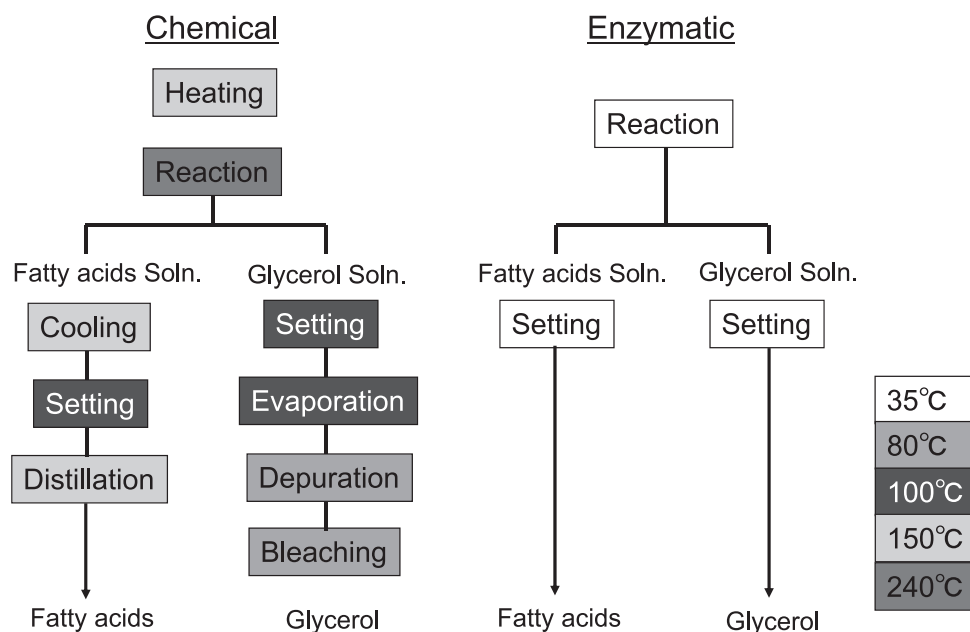 Chemical
Heating
Reaction
Fatty acids Soln.
Glycerol Soln.
Cooling
Setting
Setting
Evaporation
Distillation
Depuration
Bleaching
Fatty acids
Glycerol
Enzymatic
Reaction
Fatty acids Soln.
Glycerol Soln.
Setting
Setting
Fatty acids
Glycerol
35℃
80℃
100℃
150℃
240℃